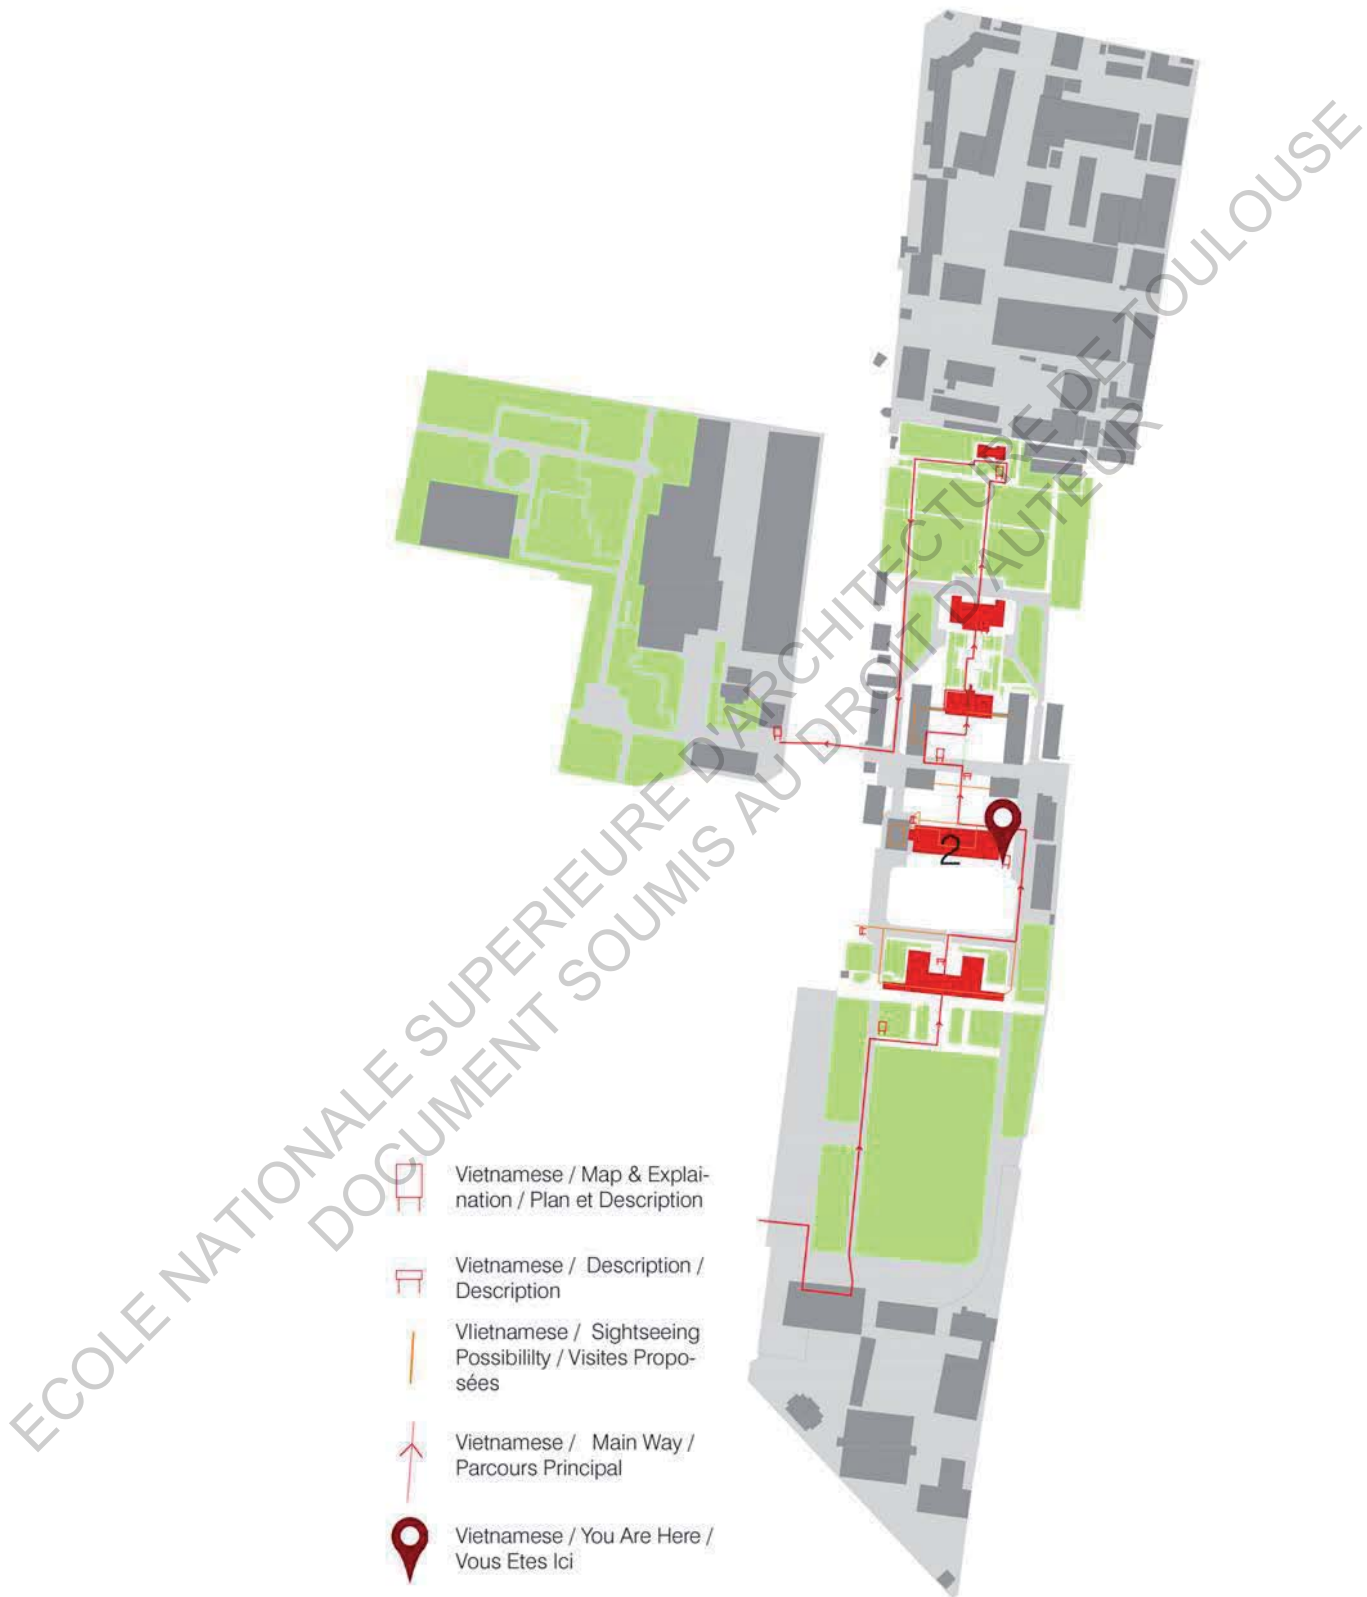 ECOLE NATIONALE SUPERIEURE D'ARCHITECTURE DE TOULOUSE
DOCUMENT SOUMIS AU DROIT D'AUTEUR
2
Vietnamese / Map & Explai-
nation / Plan et Description
Vietnamese / Description /
Description
Vlietnamese / Sightseeing
Possibililty / Visites Propo-
sées
Vietnamese / Main Way /
Parcours Principal
Vietnamese / You Are Here /
Vous Etes Ici